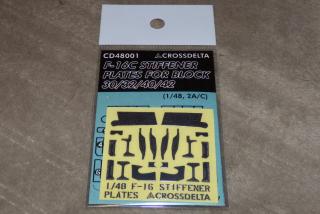 CD48001 CROSSDELTA
F-16C STIFFENER
PLATES FOR BLOCK
30/32/40/42
(1/48, 2A/C)
1/48 F-16 STIFFENER
PLATES CROSSDELTA